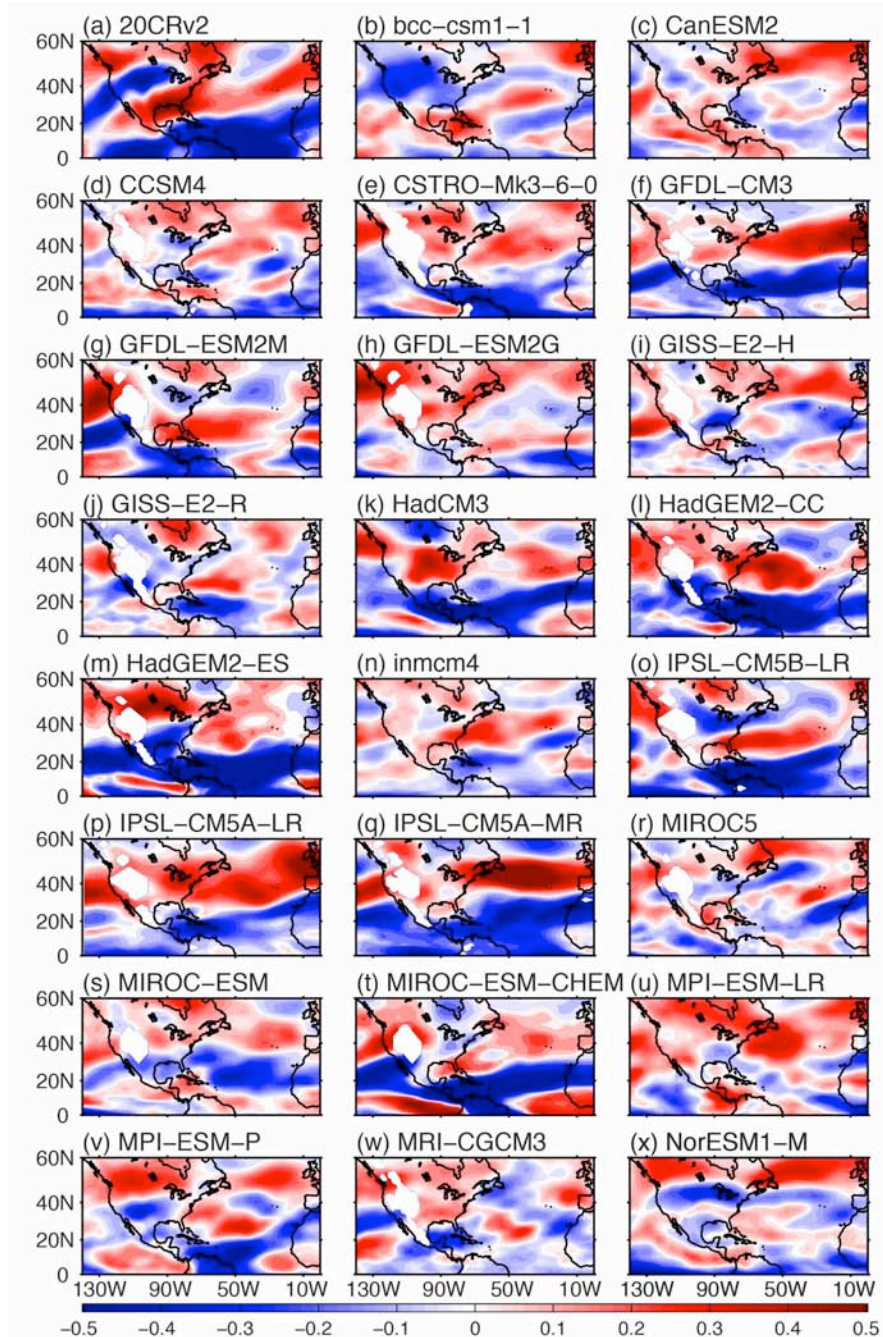 (a) 20CRv2 (b) bcc-csm1-1 (c) CanESM2
60N
40N
20N
0
(d) CCSM4 (e) CSTRO-Mk3-6-0 (f) GFDL-CM3
60N
40N
20N
0
(g) GFDL-ESM2M (h) GFDL-ESM2G (i) GISS-E2-H
60N
40N
20N
0
(j) GISS-E2-R (k) HadCM3 (l) HadGEM2-CC
60N
40N
20N
0
(m) HadGEM2-ES (n) inmcm4 (o) IPSL-CM5B-LR
60N
40N
20N
0
(p) IPSL-CM5A-LR (q) IPSL-CM5A-MR (r) MIROC5
60N
40N
20N
0
(s) MIROC-ESM (t) MIROC-ESM-CHEM (u) MPI-ESM-LR
60N
40N
20N
0
(v) MPI-ESM-P (w) MRI-CGCM3 (x) NorESM1-M
60N
40N
20N
0
130W 90W 50W 10W 130W 90W 50W 10W 130W 90W 50W 10W
-0.5 -0.4 -0.3 -0.2 -0.1 0 0.1 0.2 0.3 0.4 0.5